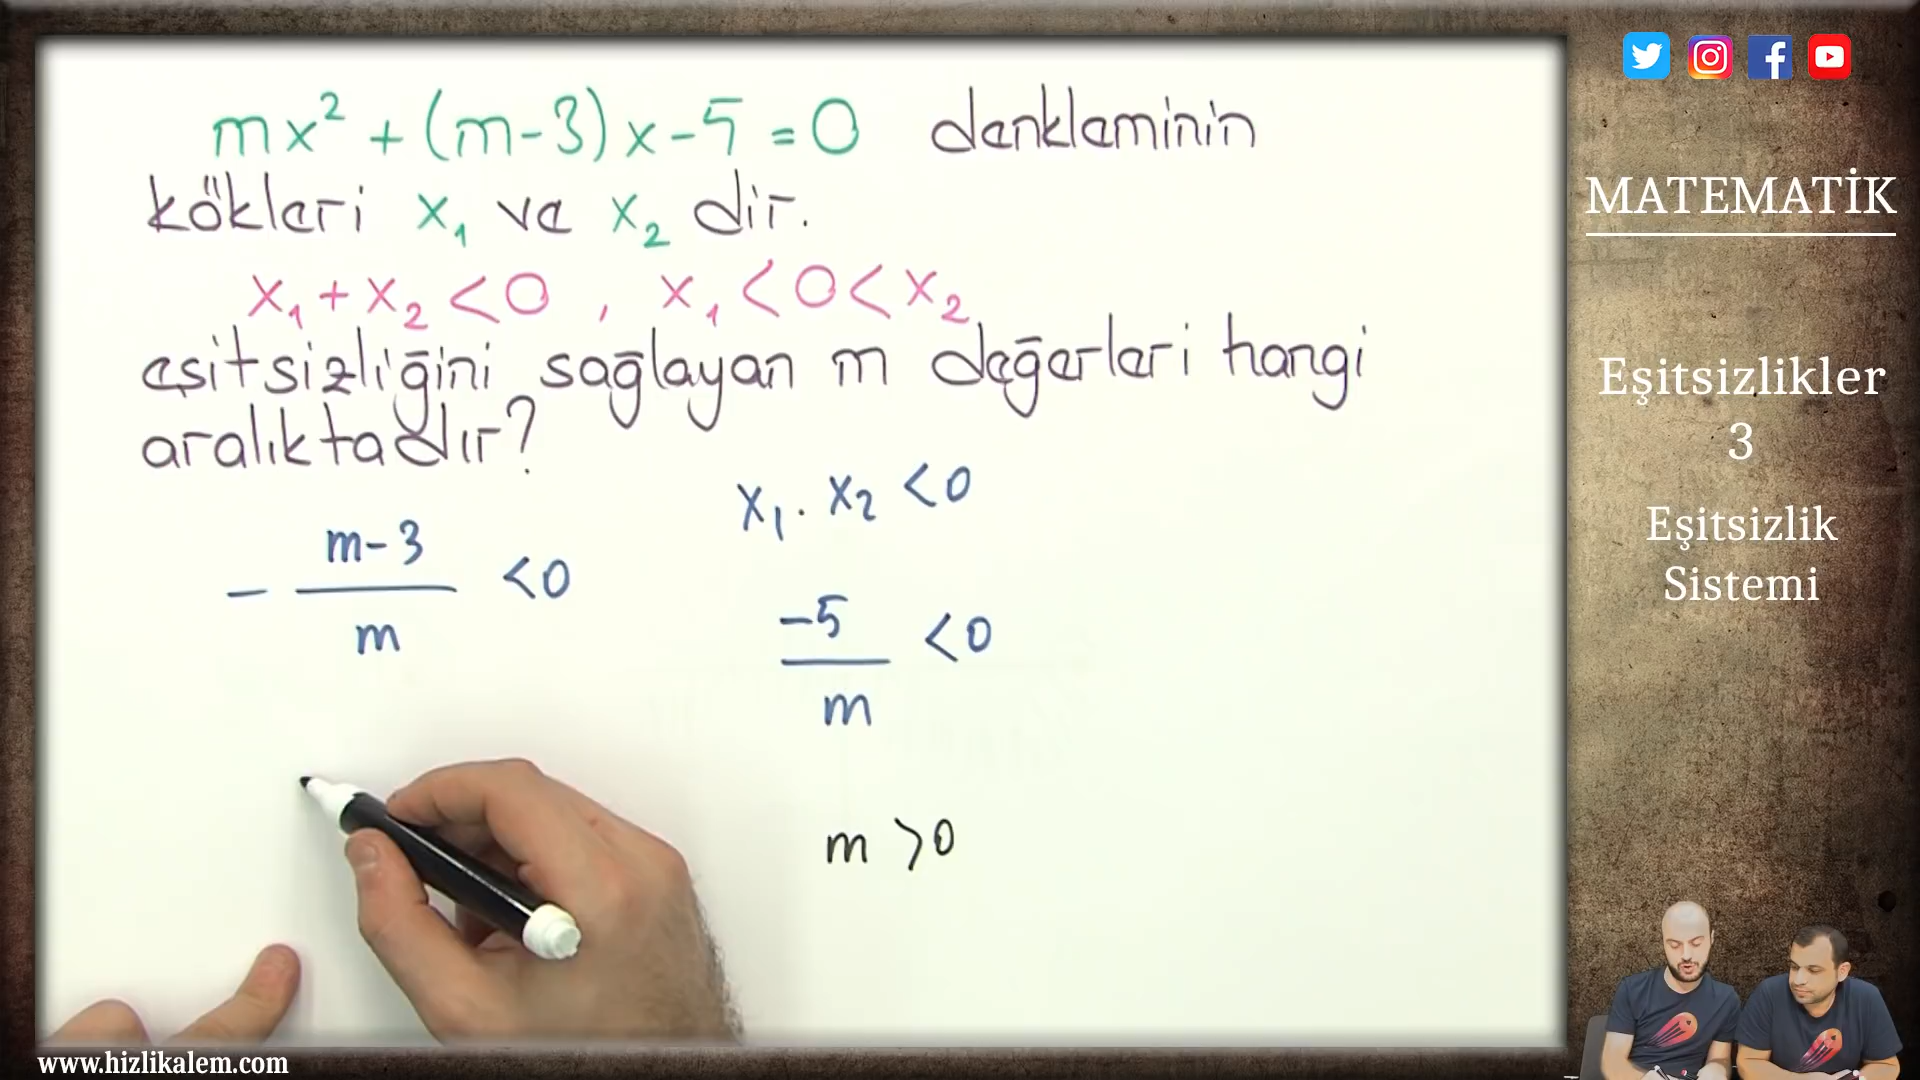 mx² + (m-3)x-5=0 denkleminin
kökleri x₁ ve x₂ dir.
x₁+x₂<0 , x₁<0<x₂
eşitsizliğini sağlayan m değerleri hangi
aralıktadır?
- m-3/m <0
x₁.x₂<0
-5/m <0
m>0
MATEMATİK
Eşitsizlikler
3
Eşitsizlik
Sistemi
www.hizlikalem.com